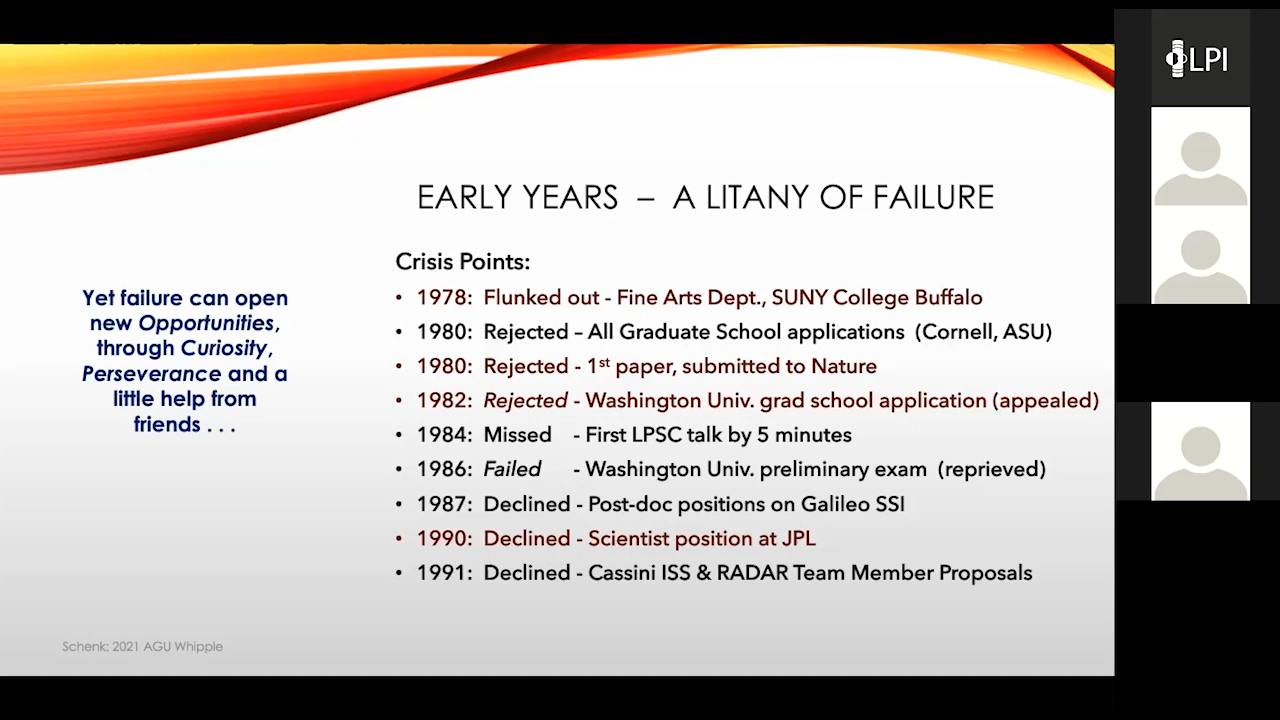 LPI
EARLY YEARS – A LITANY OF FAILURE
Yet failure can open
new Opportunities,
through Curiosity,
Perseverance and a
little help from
friends . . .
Crisis Points:
• 1978: Flunked out - Fine Arts Dept., SUNY College Buffalo
• 1980: Rejected – All Graduate School applications (Cornell, ASU)
• 1980: Rejected - 1st paper, submitted to Nature
• 1982: Rejected - Washington Univ. grad school application (appealed)
• 1984: Missed - First LPSC talk by 5 minutes
• 1986: Failed - Washington Univ. preliminary exam (reprieved)
• 1987: Declined - Post-doc positions on Galileo SSI
• 1990: Declined - Scientist position at JPL
• 1991: Declined - Cassini ISS & RADAR Team Member Proposals
Schenk: 2021 AGU Whipple